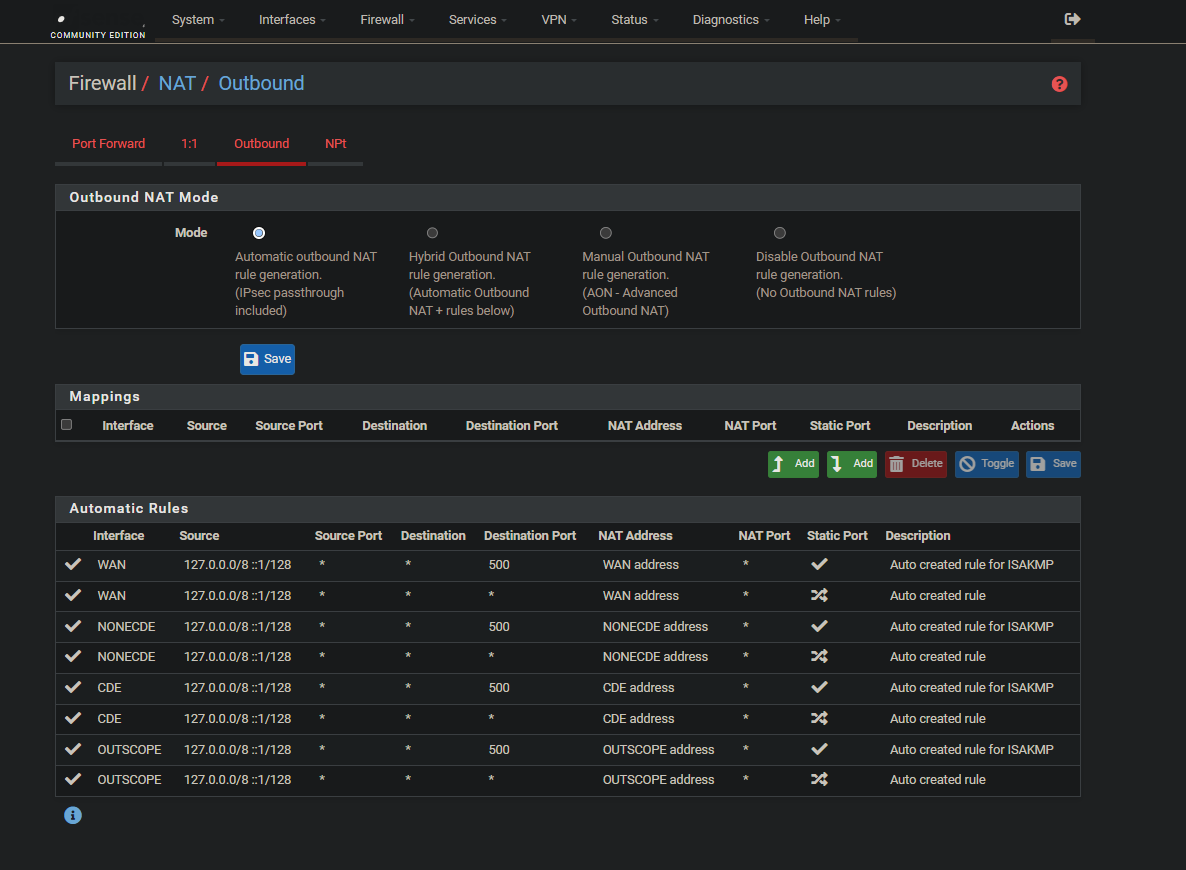 COMMUNITY EDITION
System Interfaces Firewall Services VPN Status Diagnostics Help
Firewall / NAT / Outbound
?
Port Forward 1:1 Outbound NPt
Outbound NAT Mode
Mode
Automatic outbound NAT
rule generation.
(IPsec passthrough
included)
Hybrid Outbound NAT
rule generation.
(Automatic Outbound
NAT + rules below)
Manual Outbound NAT
rule generation.
(AON - Advanced
Outbound NAT)
Disable Outbound NAT
rule generation.
(No Outbound NAT rules)
Save
Mappings
Interface Source Source Port Destination Destination Port NAT Address NAT Port Static Port Description Actions
Add Add Delete Toggle Save
Automatic Rules
Interface Source Source Port Destination Destination Port NAT Address NAT Port Static Port Description
WAN 127.0.0.0/8 ::1/128 * * 500 WAN address * Auto created rule for ISAKMP
WAN 127.0.0.0/8 ::1/128 * * * WAN address * Auto created rule
NONECDE 127.0.0.0/8 ::1/128 * * 500 NONECDE address * Auto created rule for ISAKMP
NONECDE 127.0.0.0/8 ::1/128 * * * NONECDE address * Auto created rule
CDE 127.0.0.0/8 ::1/128 * * 500 CDE address * Auto created rule for ISAKMP
CDE 127.0.0.0/8 ::1/128 * * * CDE address * Auto created rule
OUTSCOPE 127.0.0.0/8 ::1/128 * * 500 OUTSCOPE address * Auto created rule for ISAKMP
OUTSCOPE 127.0.0.0/8 ::1/128 * * * OUTSCOPE address * Auto created rule
i